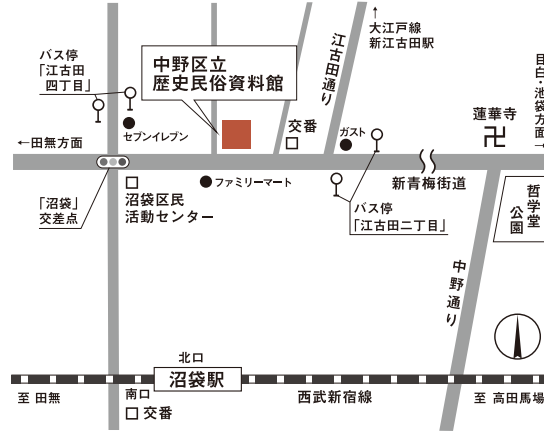 ↑
大江戸線
新江古田駅
江古田通り
バス停
「江古田
四丁目」
中野区立
歴史民俗資料館
目白・池袋方面→
蓮華寺
卍
セブンイレブン
交番
ガスト
←田無方面
ファミリーマート
新青梅街道
「沼袋」
交差点
沼袋区民
活動センター
バス停
「江古田二丁目」
哲学堂
公園
中野通り
北口
沼袋駅
至 田無
南口
交番
西武新宿線
至 高田馬場